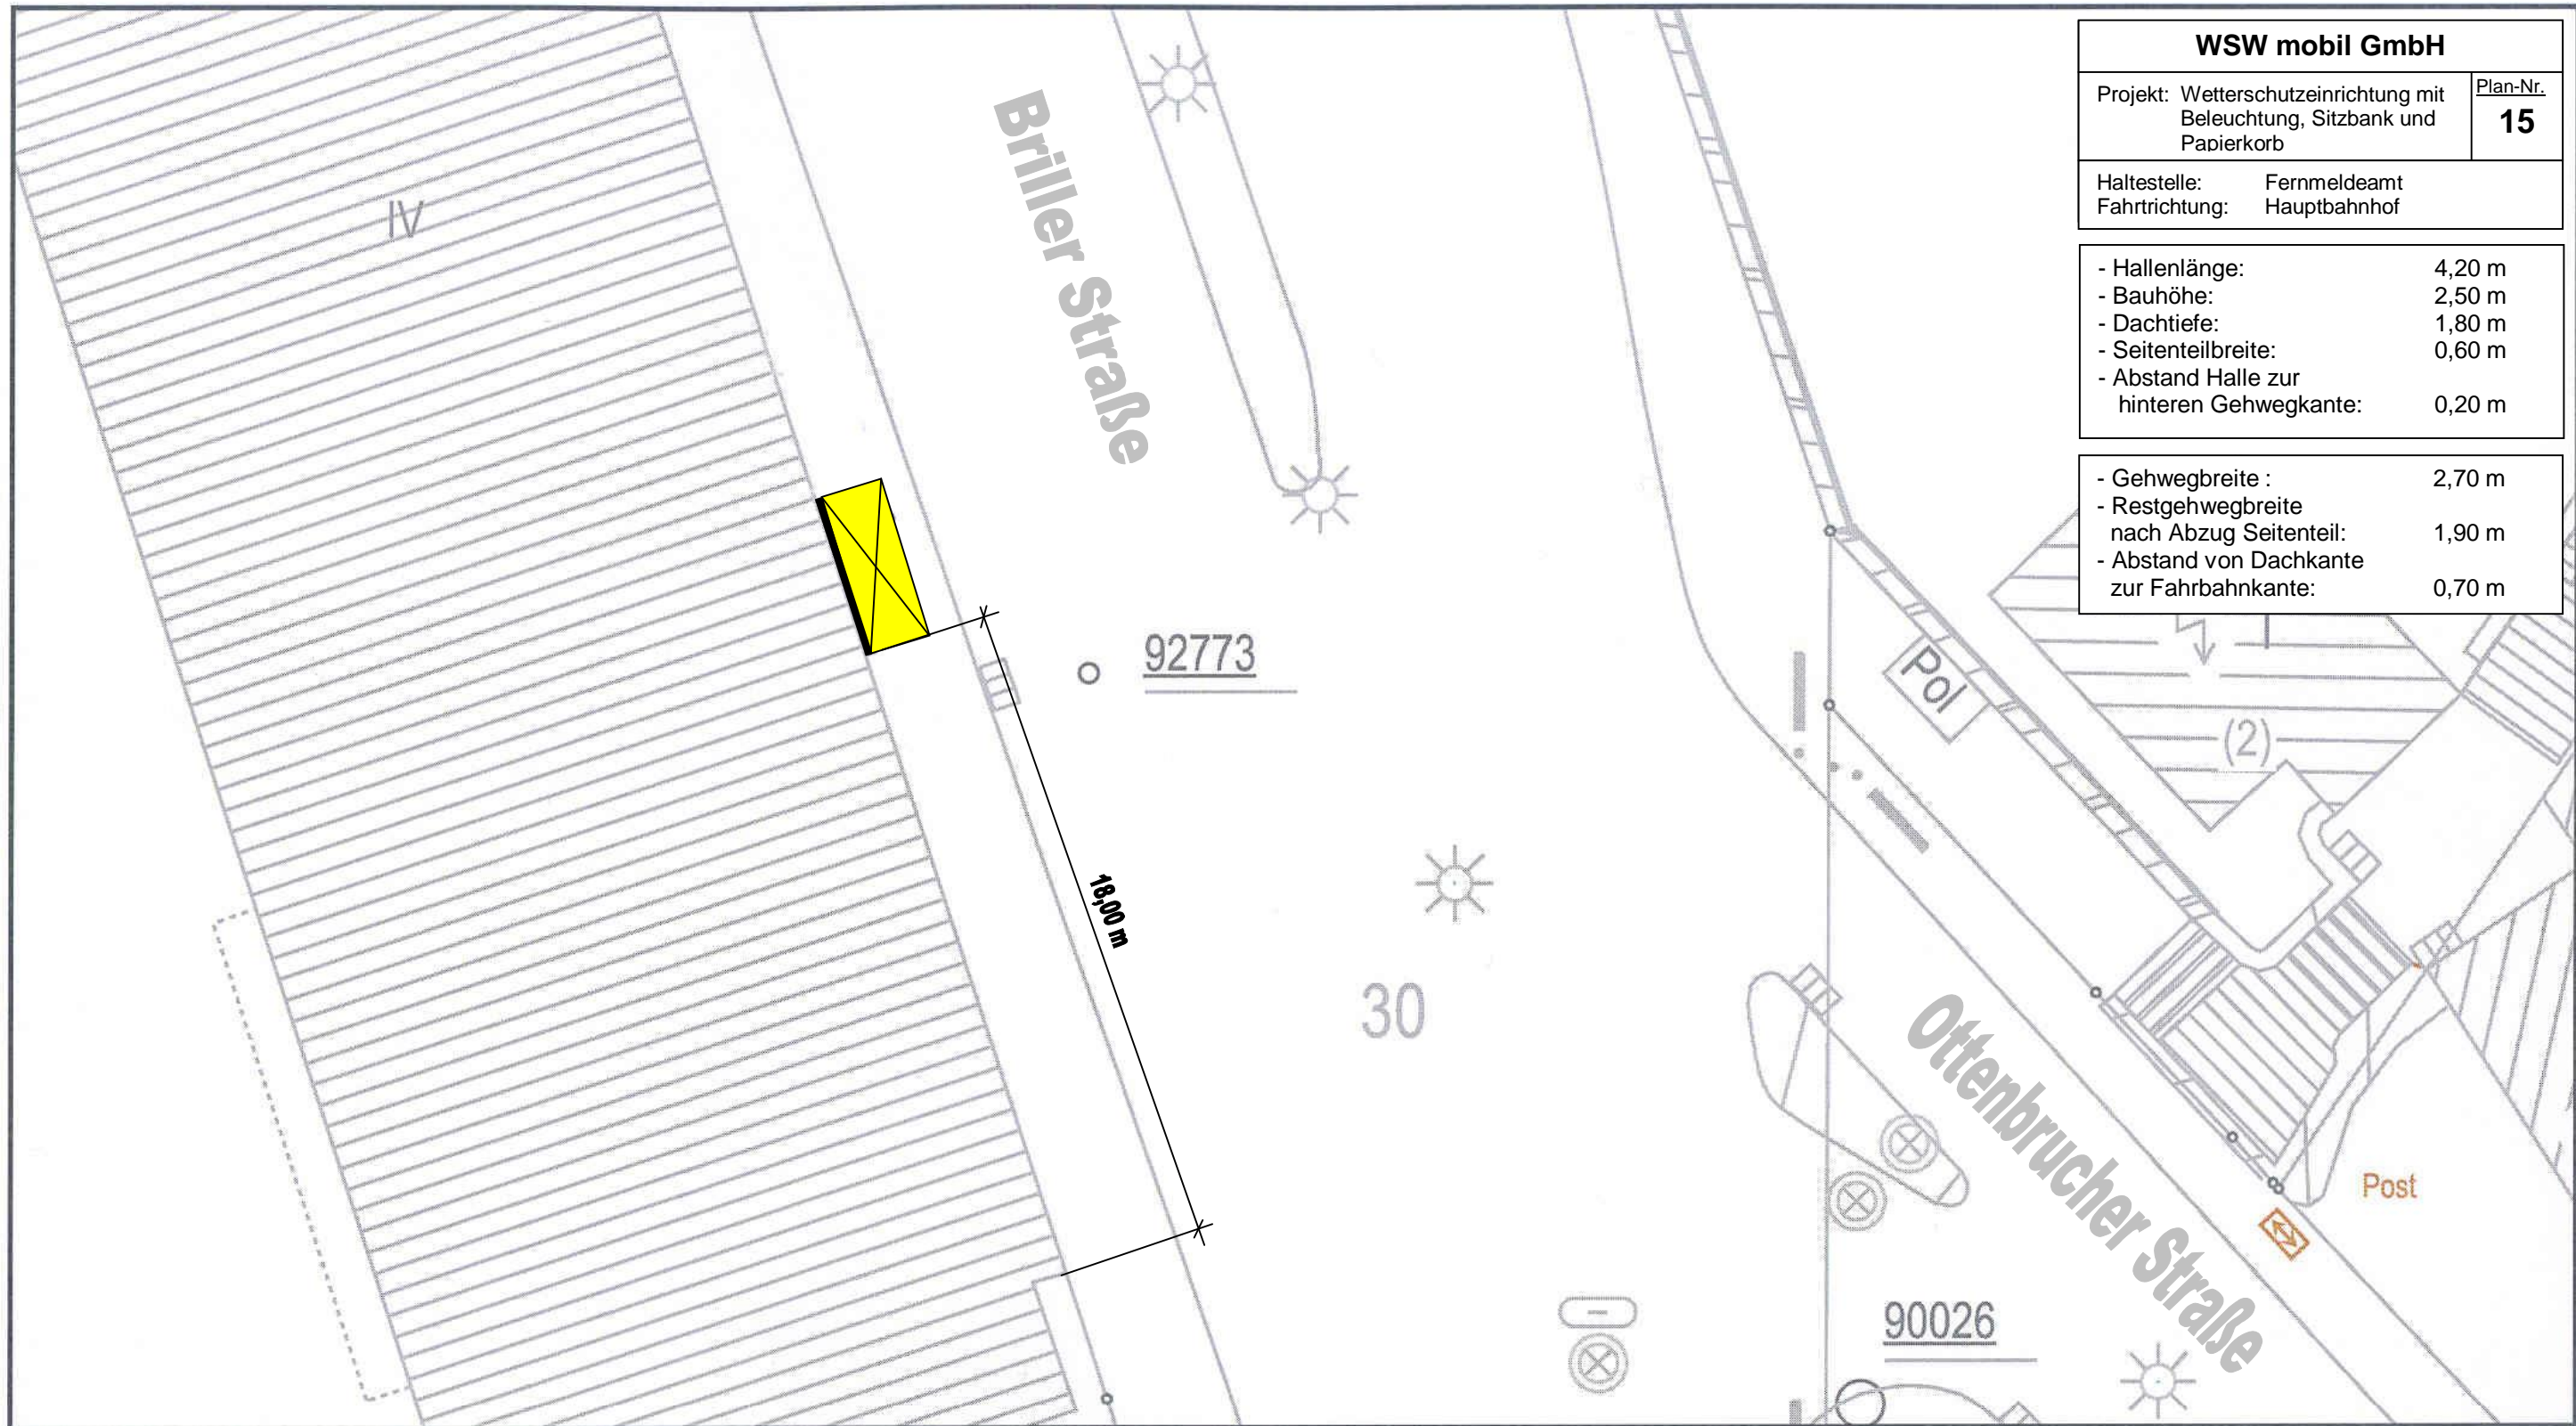 WSW mobil GmbH
Projekt: Wetterschutzeinrichtung mit
Beleuchtung, Sitzbank und
Papierkorb
Plan-Nr.
15
Haltestelle: Fernmeldeamt
Fahrtrichtung: Hauptbahnhof
- Hallenlänge: 4,20 m
- Bauhöhe: 2,50 m
- Dachtiefe: 1,80 m
- Seitenteilbreite: 0,60 m
- Abstand Halle zur
hinteren Gehwegkante: 0,20 m
- Gehwegbreite : 2,70 m
- Restgehwegbreite
nach Abzug Seitenteil: 1,90 m
- Abstand von Dachkante
zur Fahrbahnkante: 0,70 m
IV
Briller Straße
92773
Pol
(2)
18,00 m
30
Ottenbrucher Straße
Post
90026